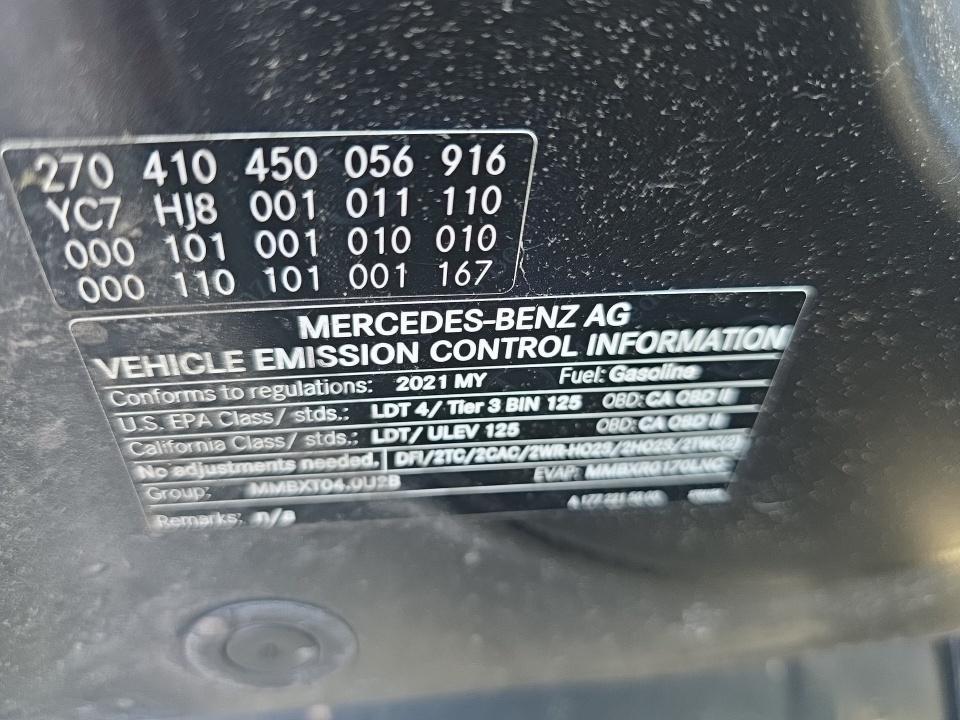 270 410 450 056 916
YC7 HJ8 001 011 110
000 101 001 010 010
000 110 101 001 167
MERCEDES-BENZ AG
VEHICLE EMISSION CONTROL INFORMATION
Conforms to regulations: 2021 MY Fuel: Gasoline
U.S. EPA Class/ stds.: LDT 4/ Tier 3 BIN 125 OBD: CA OBD II
California Class/ stds.: LDT/ ULEV 125 OBD: CA OBD II
No adjustments needed. DFI/2TC/2CAC/2WR-HO2S/2HO2S/2TWC(2)
Group: MMBXT04.0U2B EVAP:
Remarks: n/a